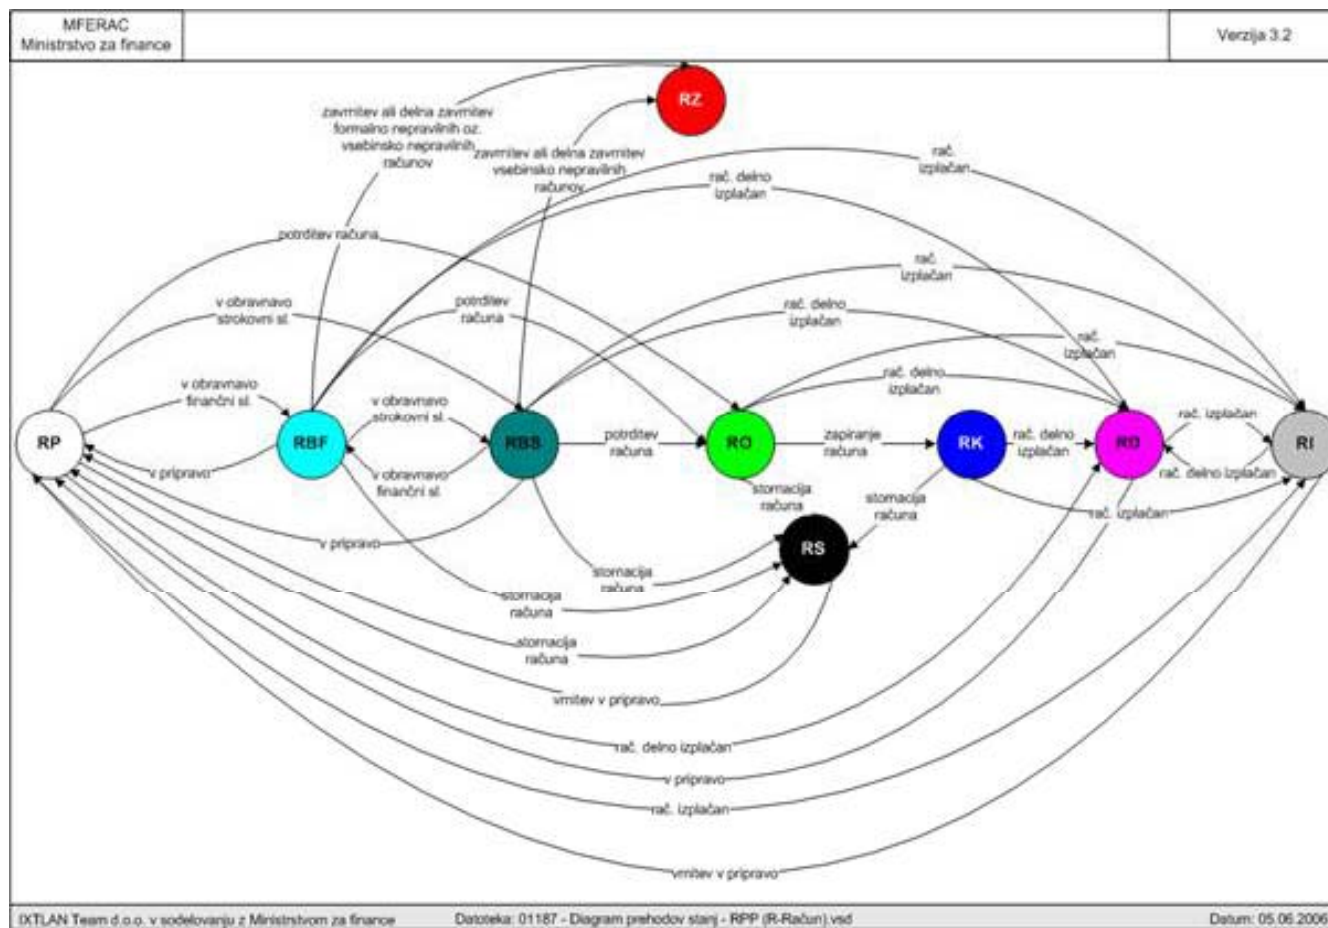 MFERAC
Ministrstvo za finance
Verzija 3.2
RZ
zavrnitev ali delna zavrnitev
formalno nepravilnih oz.
vsebinsko nepravilnih
računov
zavrnitev ali delna zavrnitev
vsebinsko nepravilnih
računov
rač.
izplačan
rač. delno
izplačan
potrditev računa
rač.
izplačan
v obravnavo
strokovni sl.
potrditev
računa
rač. delno
izplačan
rač.
izplačan
rač. delno
izplačan
v obravnavo
finančni sl.
v obravnavo
strokovni sl.
RP
RBF
RBS
potrditev
računa
RO
zapiranje
računa
RK
rač. delno
izplačan
RD
rač. izplačan
RI
rač. delno izplačan
v pripravo
v obravnavo
finančni sl.
stornacija
računa
stornacija
računa
rač. izplačan
v pripravo
RS
stornacija
računa
stornacija
računa
stornacija
računa
vrnitev v pripravo
rač. delno izplačan
v pripravo
rač. izplačan
vrnitev v pripravo
IXTLAN Team d.o.o. v sodelovanju z Ministrstvom za finance
Datoteka: 01187 - Diagram prehodov stanj - RPP (R-Račun).vsd
Datum: 05.06.2006